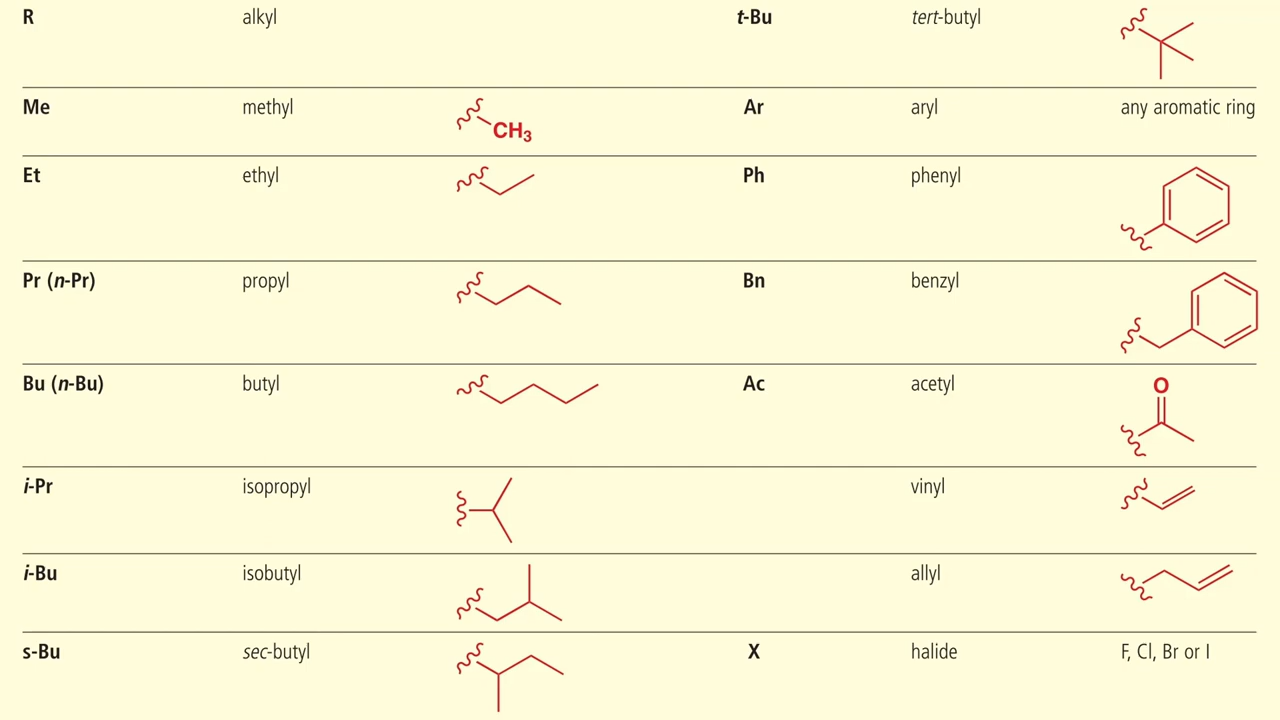 R alkyl t-Bu tert-butyl
Me methyl CH3 Ar aryl any aromatic ring
Et ethyl Ph phenyl
Pr (n-Pr) propyl Bn benzyl
Bu (n-Bu) butyl Ac acetyl O
i-Pr isopropyl vinyl
i-Bu isobutyl allyl
s-Bu sec-butyl X halide F, Cl, Br or I